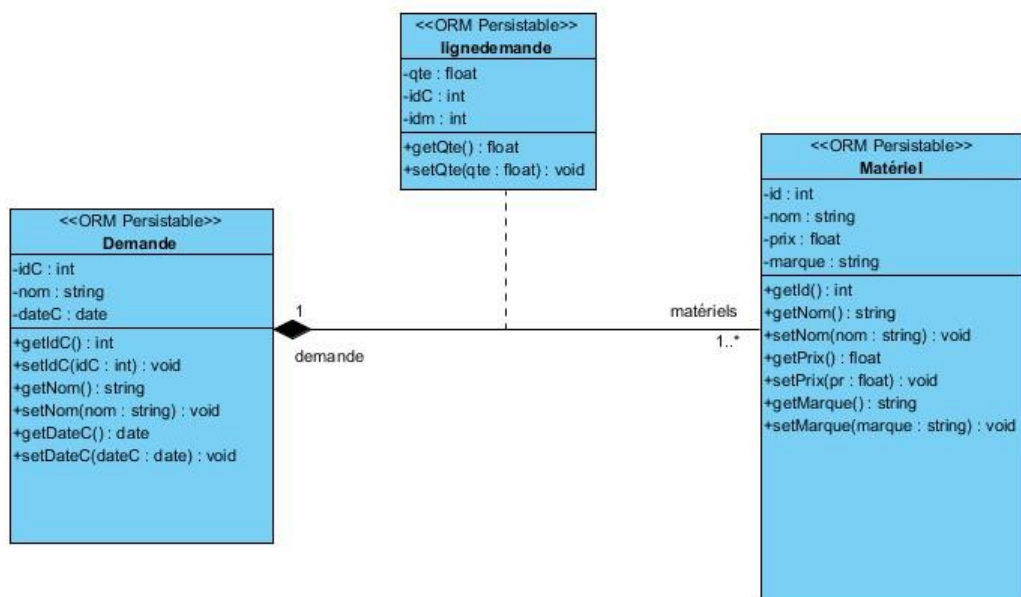 <<ORM Persistable>>
lignedemande
-qte : float
-idC : int
-idm : int
+getQte() : float
+setQte(qte : float) : void
<<ORM Persistable>>
Matériel
-id : int
-nom : string
-prix : float
-marque : string
+getId() : int
+getNom() : string
+setNom(nom : string) : void
+getPrix() : float
+setPrix(pr : float) : void
+getMarque() : string
+setMarque(marque : string) : void
<<ORM Persistable>>
Demande
-idC : int
-nom : string
-dateC : date
+getIdC() : int
+setIdC(idC : int) : void
+getNom() : string
+setNom(nom : string) : void
+getDateC() : date
+setDateC(dateC : date) : void
1
demande
matériels
1..*